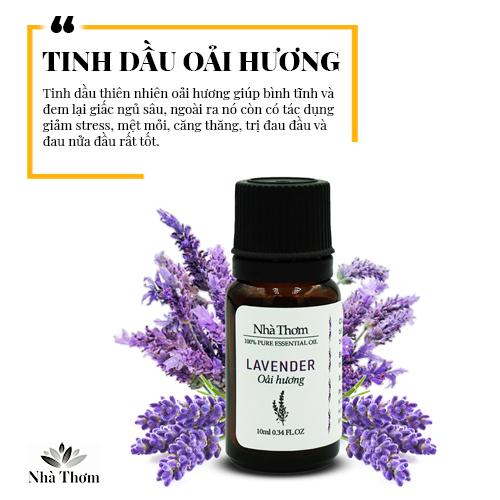 TINH DẦU OẢI HƯƠNG
Tinh dầu thiên nhiên oải hương giúp bình tĩnh và
đem lại giấc ngủ sâu, ngoài ra nó còn có tác dụng
giảm stress, mệt mỏi, căng thăng, trị đau đầu và
đau nửa đầu rất tốt.
Nhà Thơm
100% PURE ESSENTIAL OIL
LAVENDER
Oải hương
10ml 0.34 FL.OZ
Nhà Thơm